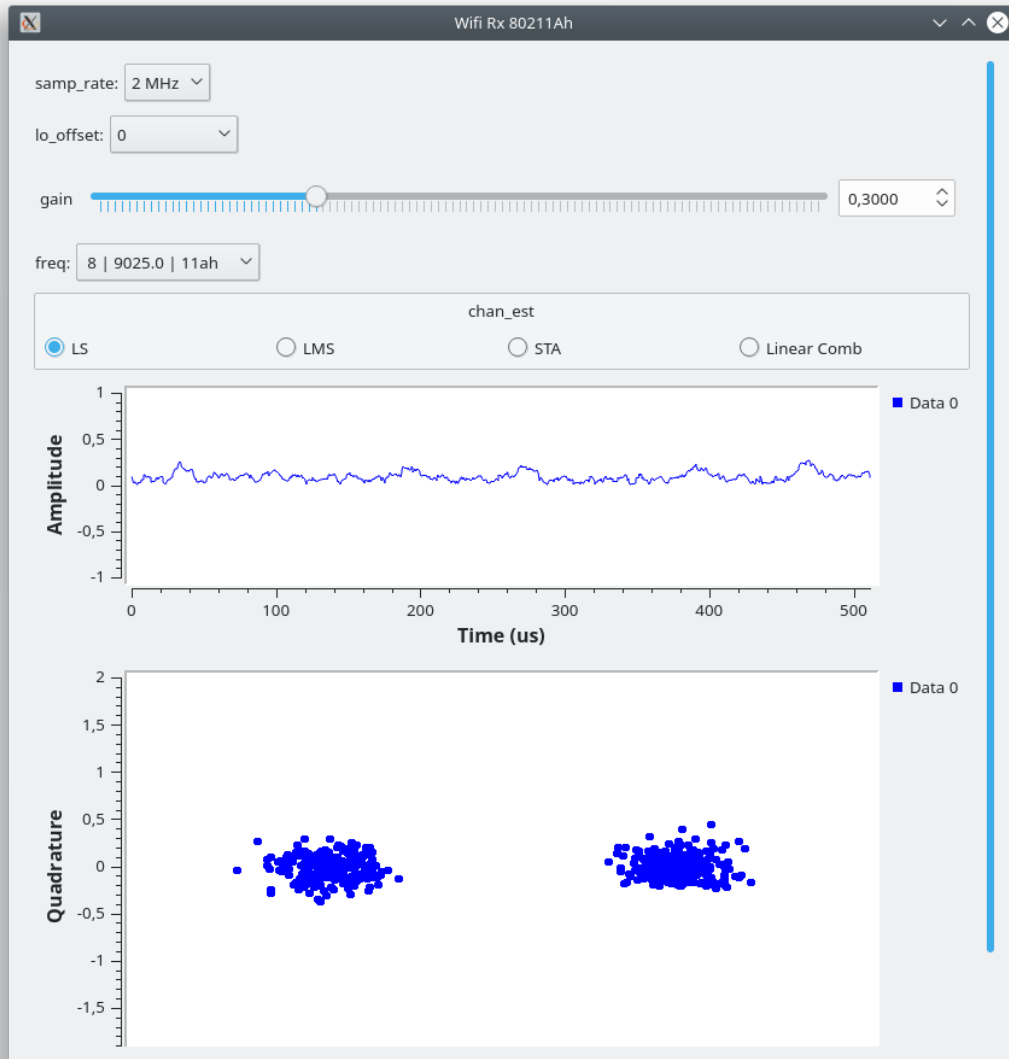 Wifi Rx 80211Ah
samp_rate: 2 MHz
lo_offset: 0
gain 0,3000
freq: 8 | 9025.0 | 11ah
chan_est
LS LMS STA Linear Comb
1
0,5
0
-0,5
-1
Amplitude
Data 0
0 100 200 300 400 500
Time (us)
2
1,5
1
0,5
0
-0,5
-1
-1,5
Quadrature
Data 0